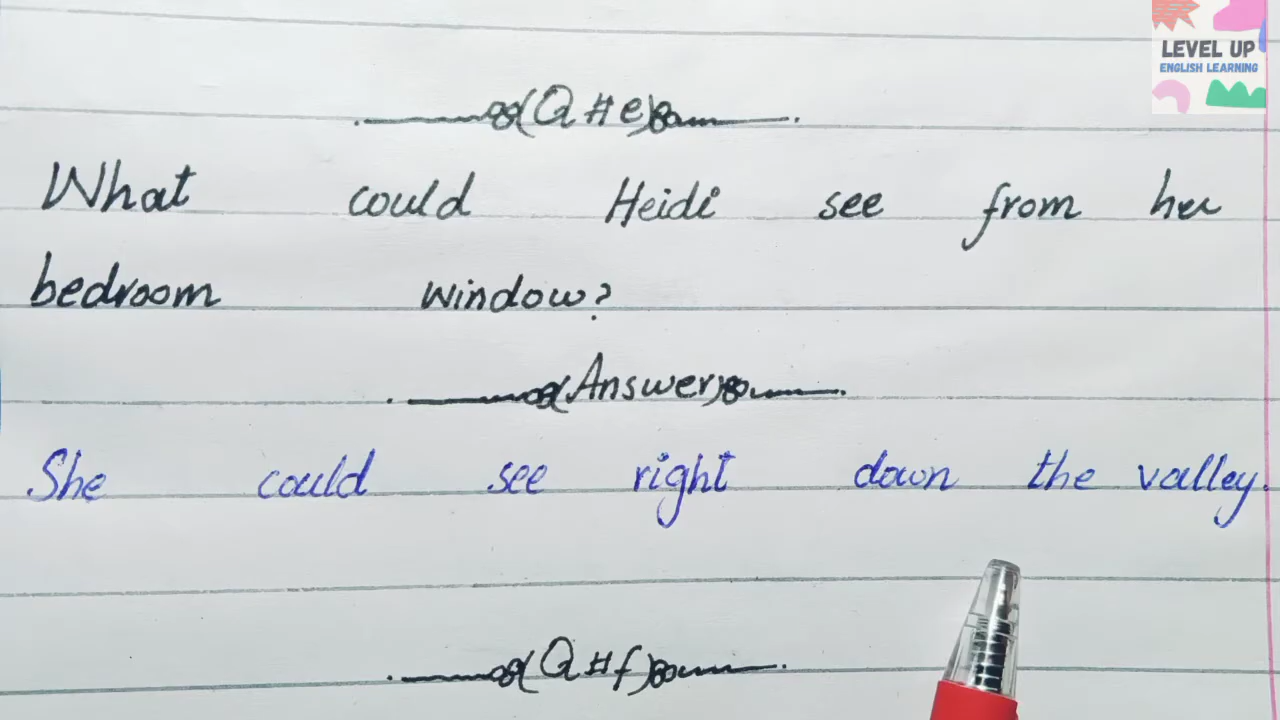 LEVEL UP
ENGLISH LEARNING
(Q#e)
What could Heidi see from her
bedroom window?
(Answer)
She could see right down the valley.
(Q#f)